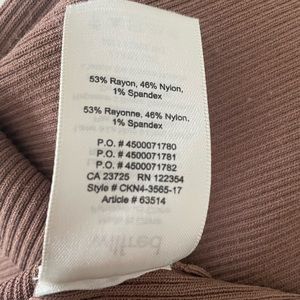 53% Rayon, 46% Nylon,
1% Spandex
53% Rayonne, 46% Nylon,
1% Spandex
P.O. # 4500071780
P.O. # 4500071781
P.O. # 4500071782
CA 23725 RN 122354
Style # CKN4-3565-17
Article # 63514
wilfred